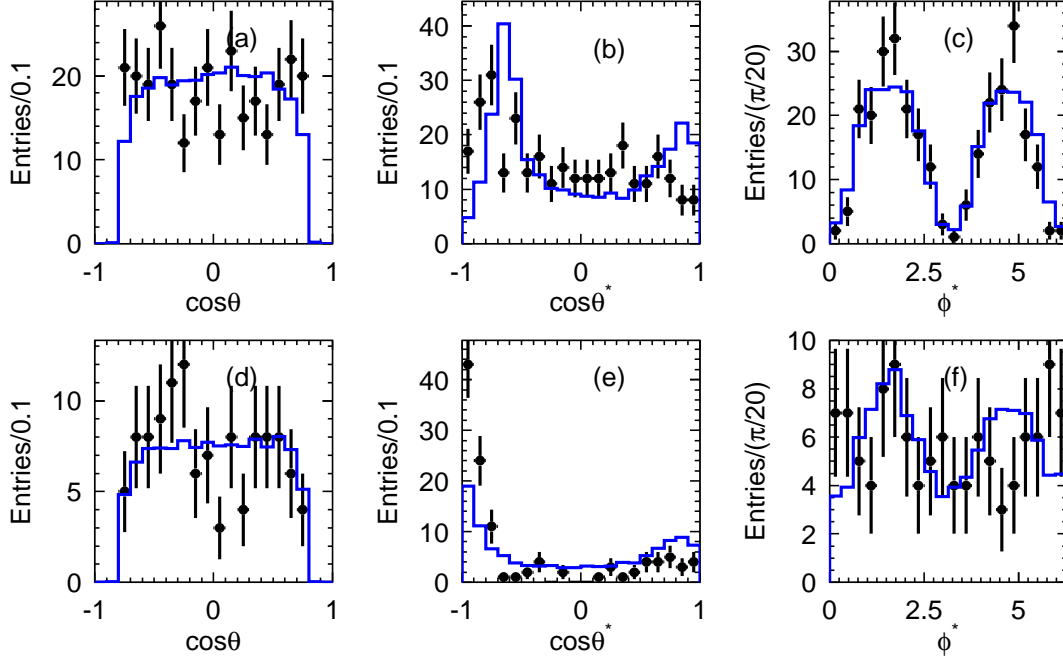 (a)
Entries/0.1
0
10
20
-1
0
1
cosθ
(b)
Entries/0.1
0
10
20
30
40
-1
0
1
cosθ*
(c)
Entries/(π/20)
0
10
20
30
0
2.5
5
ϕ*
(d)
Entries/0.1
0
5
10
-1
0
1
cosθ
(e)
Entries/0.1
0
10
20
30
40
-1
0
1
cosθ*
(f)
Entries/(π/20)
0
2
4
6
8
10
0
2.5
5
ϕ*